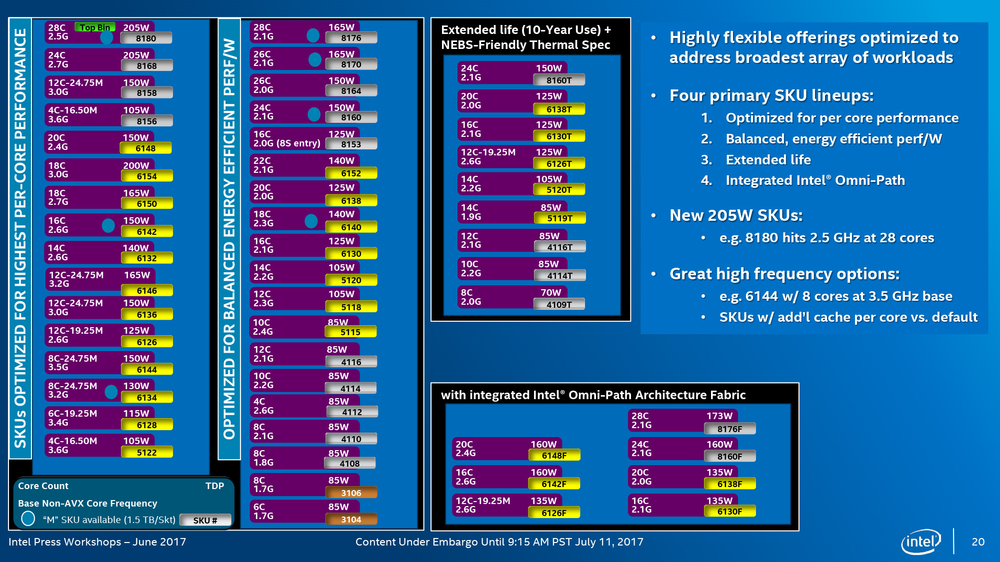 SKUs OPTIMIZED FOR HIGHEST PER-CORE PERFORMANCE
28C Top Bin 205W
2.5G 8180
24C 205W
2.7G 8168
12C-24.75M 150W
3.0G 8158
4C-16.50M 105W
3.6G 8156
20C 150W
2.4G 6148
18C 200W
3.0G 6154
18C 165W
2.7G 6150
16C 150W
2.6G 6142
14C 140W
2.6G 6132
12C-24.75M 165W
3.2G 6146
12C-24.75M 150W
3.0G 6136
12C-19.25M 125W
2.6G 6126
8C-24.75M 150W
3.5G 6144
8C-24.75M 130W
3.2G 6134
6C-19.25M 115W
3.4G 6128
4C-16.50M 105W
3.6G 5122
Core Count TDP
Base Non-AVX Core Frequency
“M” SKU available (1.5 TB/Skt) SKU #
OPTIMIZED FOR BALANCED ENERGY EFFICIENT PERF/W
28C 165W
2.1G 8176
26C 165W
2.1G 8170
26C 150W
2.0G 8164
24C 150W
2.1G 8160
16C 125W
2.0G (8S entry) 8153
22C 140W
2.1G 6152
20C 125W
2.0G 6138
18C 140W
2.3G 6140
16C 125W
2.1G 6130
14C 105W
2.2G 5120
12C 105W
2.3G 5118
10C 85W
2.4G 5115
12C 85W
2.1G 4116
10C 85W
2.2G 4114
4C 85W
2.6G 4112
8C 85W
2.1G 4110
8C 85W
1.8G 4108
8C 85W
1.7G 3106
6C 85W
1.7G 3104
Extended life (10-Year Use) +
NEBS-Friendly Thermal Spec
24C 150W
2.1G 8160T
20C 125W
2.0G 6138T
16C 125W
2.1G 6130T
12C-19.25M 125W
2.6G 6126T
14C 105W
2.2G 5120T
14C 85W
1.9G 5119T
12C 85W
2.1G 4116T
10C 85W
2.2G 4114T
8C 70W
2.0G 4109T
with integrated Intel® Omni-Path Architecture Fabric
20C 160W
2.4G 6148F
16C 160W
2.6G 6142F
12C-19.25M 135W
2.6G 6126F
28C 173W
2.1G 8176F
24C 160W
2.1G 8160F
20C 135W
2.0G 6138F
16C 135W
2.1G 6130F
• Highly flexible offerings optimized to
address broadest array of workloads
• Four primary SKU lineups:
1. Optimized for per core performance
2. Balanced, energy efficient perf/W
3. Extended life
4. Integrated Intel® Omni-Path
• New 205W SKUs:
• e.g. 8180 hits 2.5 GHz at 28 cores
• Great high frequency options:
• e.g. 6144 w/ 8 cores at 3.5 GHz base
• SKUs w/ add’l cache per core vs. default
Intel Press Workshops – June 2017
Content Under Embargo Until 9:15 AM PST July 11, 2017
intel
20